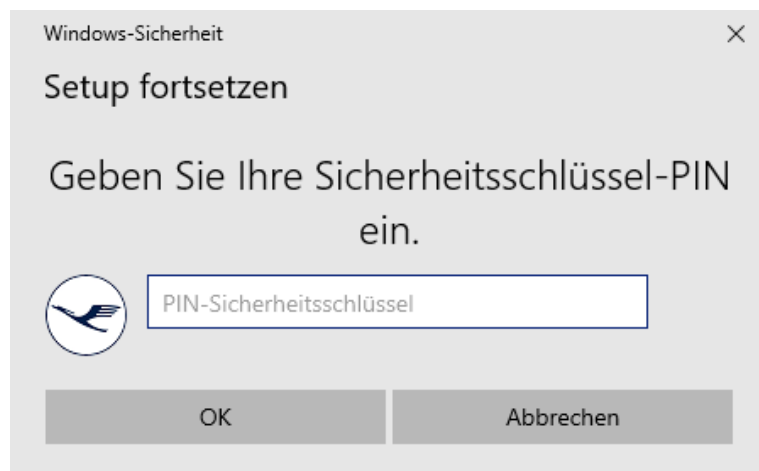 Windows-Sicherheit
Setup fortsetzen
Geben Sie Ihre Sicherheitsschlüssel-PIN
ein.
PIN-Sicherheitsschlüssel
OK
Abbrechen